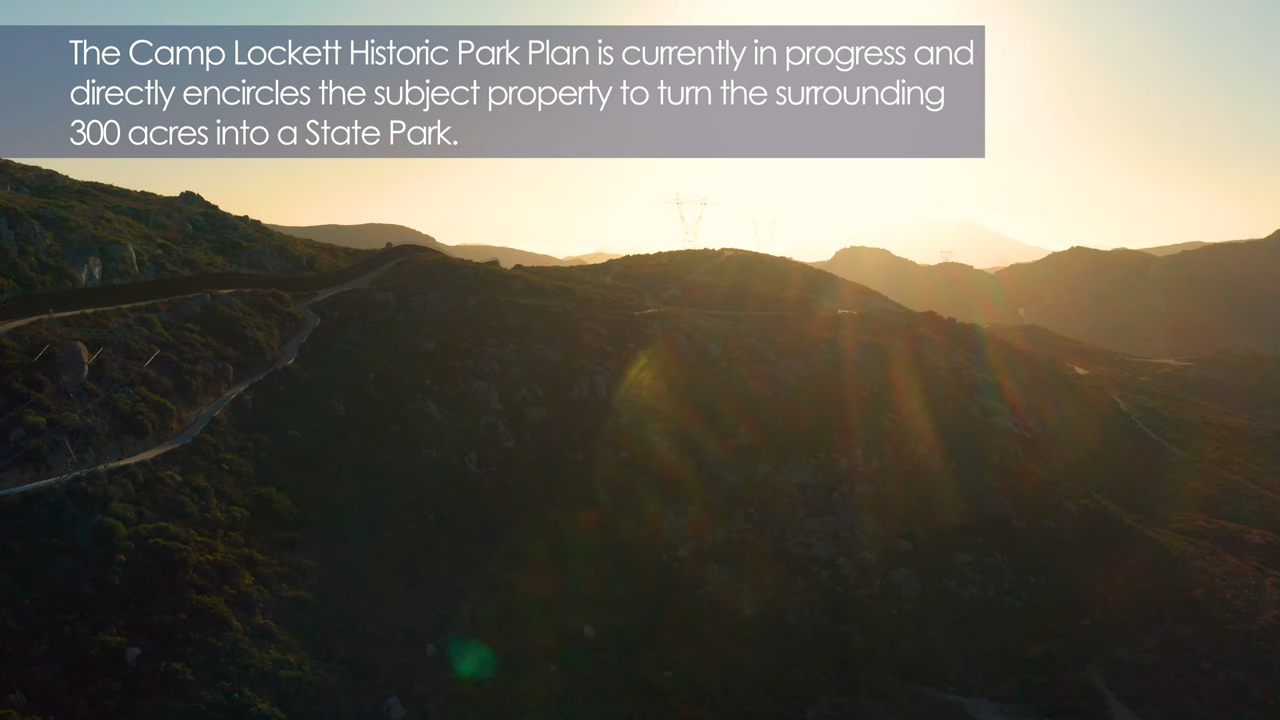 The Camp Lockett Historic Park Plan is currently in progress and
directly encircles the subject property to turn the surrounding
300 acres into a State Park.